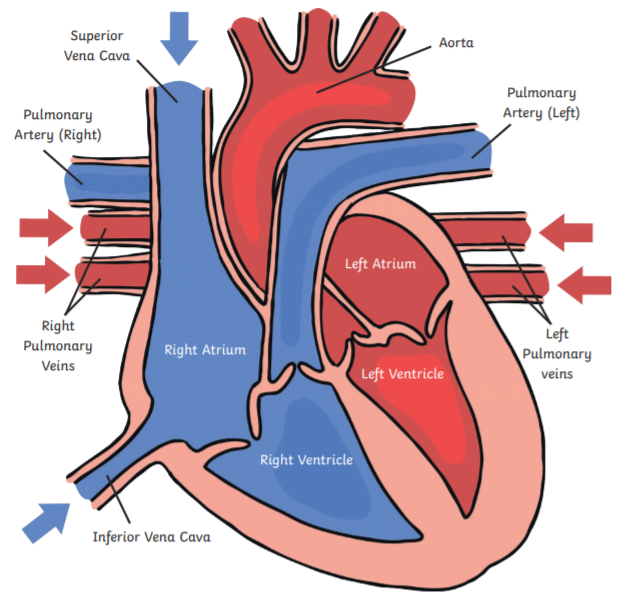 Superior
Vena Cava
Aorta
Pulmonary
Artery (Right)
Pulmonary
Artery (Left)
Left Atrium
Right
Pulmonary
Veins
Right Atrium
Left
Pulmonary
veins
Left Ventricle
Right Ventricle
Inferior Vena Cava